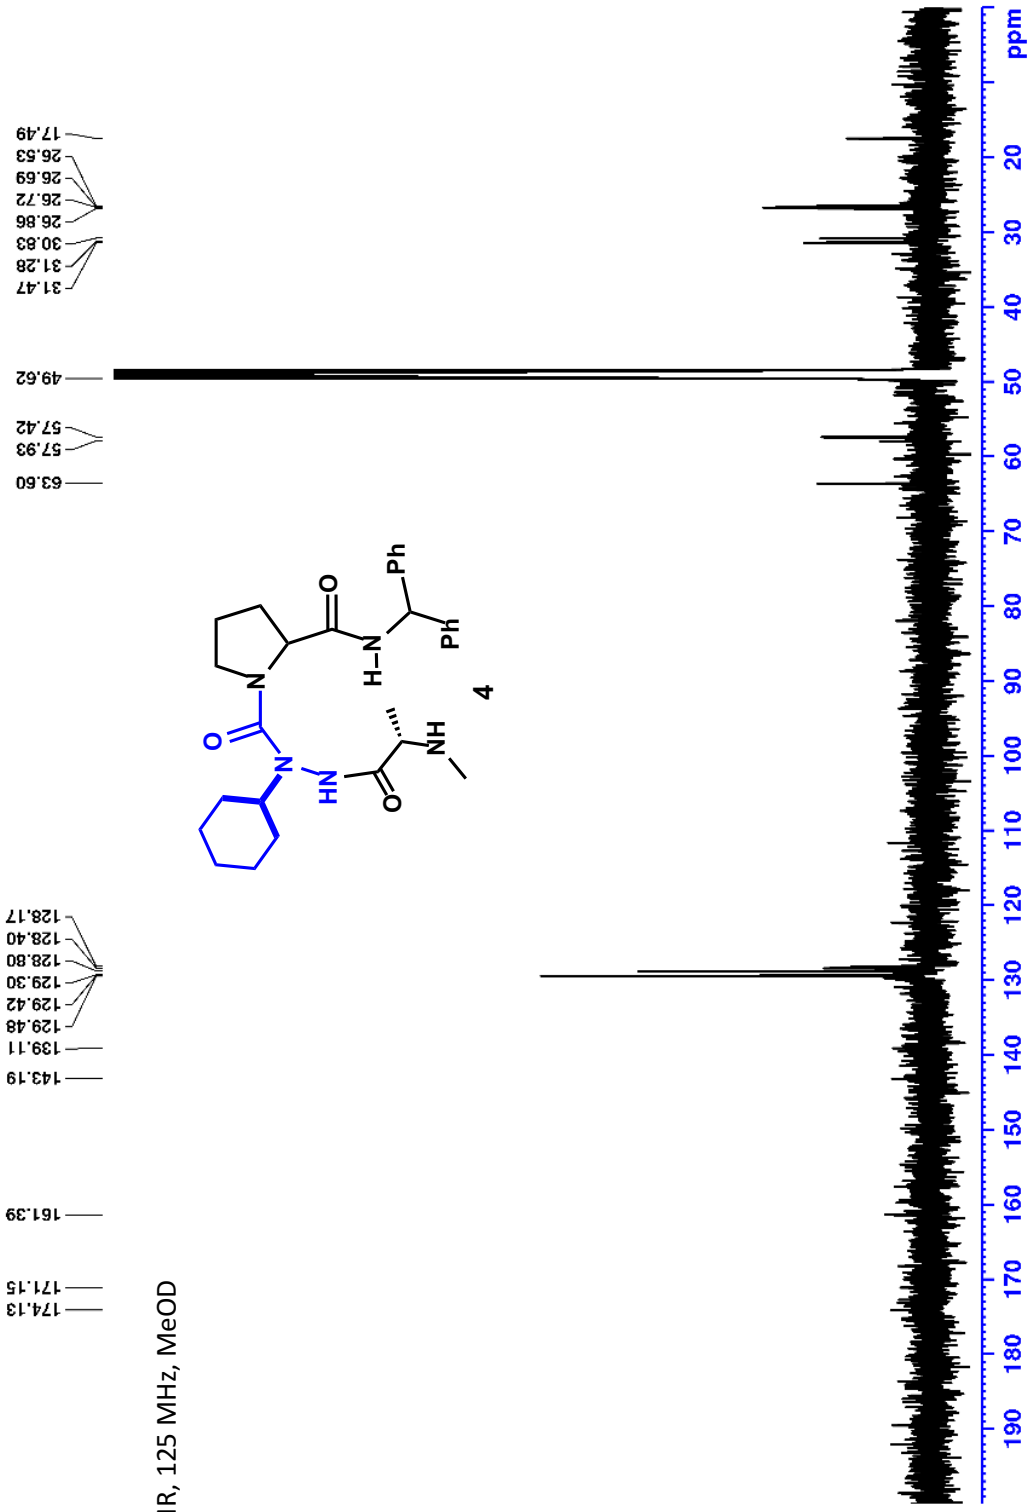 174.13
171.15
161.39
143.19
139.11
129.48
129.42
129.30
128.80
128.40
128.17
63.60
57.93
57.42
49.62
31.47
31.28
30.83
26.86
26.72
26.69
26.53
17.49
IR, 125 MHz, MeOD
O
N
HN
N
O
O
H-N
Ph
Ph
NH
4
190 180 170 160 150 140 130 120 110 100 90 80 70 60 50 40 30 20 ppm